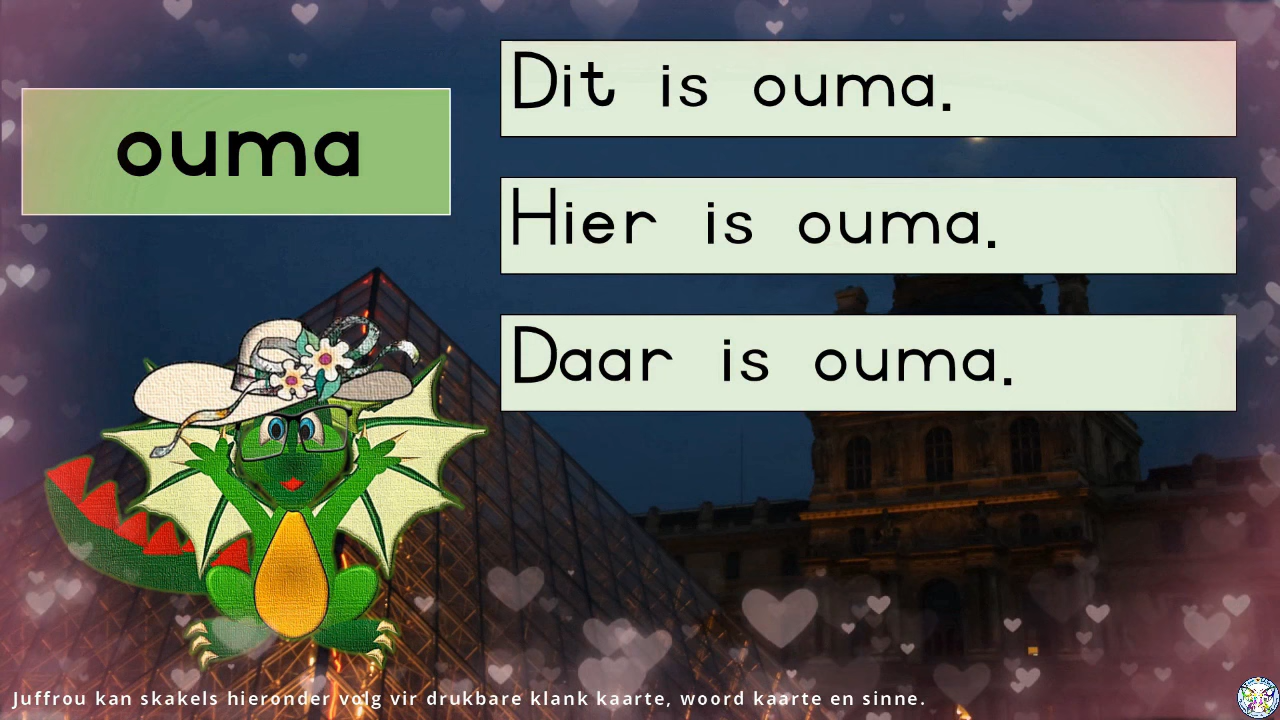 ouma
Dit is ouma.
Hier is ouma.
Daar is ouma.
Juffrou kan skakels hieronder volg vir drukbare klank kaarte, woord kaarte en sinne.